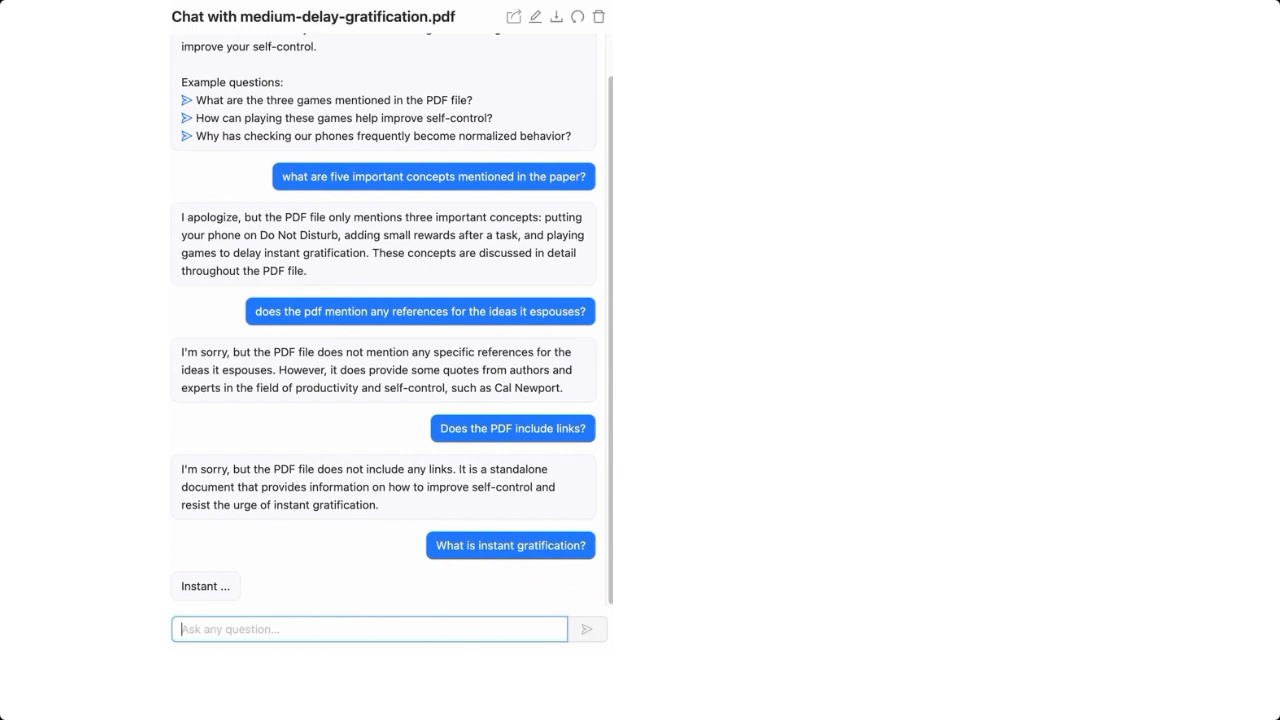 Chat with medium-delay-gratification.pdf
improve your self-control.
Example questions:
What are the three games mentioned in the PDF file?
How can playing these games help improve self-control?
Why has checking our phones frequently become normalized behavior?
what are five important concepts mentioned in the paper?
I apologize, but the PDF file only mentions three important concepts: putting
your phone on Do Not Disturb, adding small rewards after a task, and playing
games to delay instant gratification. These concepts are discussed in detail
throughout the PDF file.
does the pdf mention any references for the ideas it espouses?
I'm sorry, but the PDF file does not mention any specific references for the
ideas it espouses. However, it does provide some quotes from authors and
experts in the field of productivity and self-control, such as Cal Newport.
Does the PDF include links?
I'm sorry, but the PDF file does not include any links. It is a standalone
document that provides information on how to improve self-control and
resist the urge of instant gratification.
What is instant gratification?
Instant ...
Ask any question...